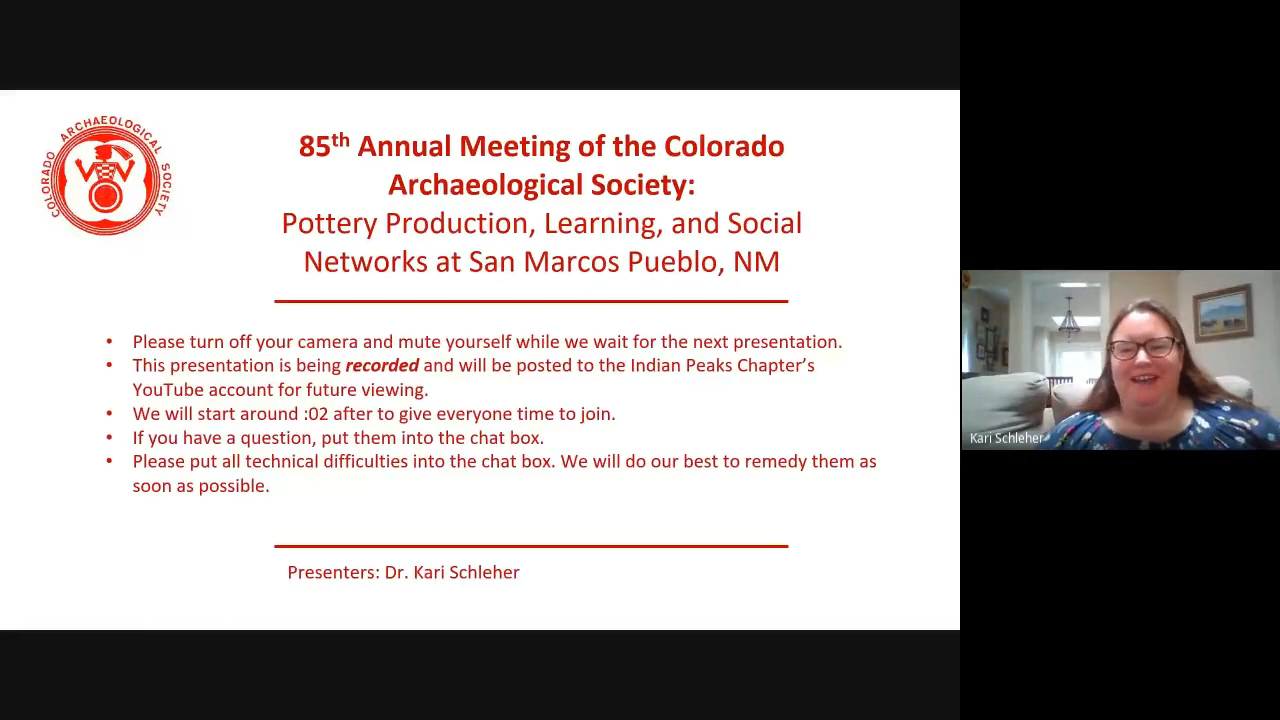 COLORADO ARCHAEOLOGICAL SOCIETY
85th Annual Meeting of the Colorado
Archaeological Society:
Pottery Production, Learning, and Social
Networks at San Marcos Pueblo, NM
• Please turn off your camera and mute yourself while we wait for the next presentation.
• This presentation is being recorded and will be posted to the Indian Peaks Chapter’s
YouTube account for future viewing.
• We will start around :02 after to give everyone time to join.
• If you have a question, put them into the chat box.
• Please put all technical difficulties into the chat box. We will do our best to remedy them as
soon as possible.
Presenters: Dr. Kari Schleher
Kari Schleher